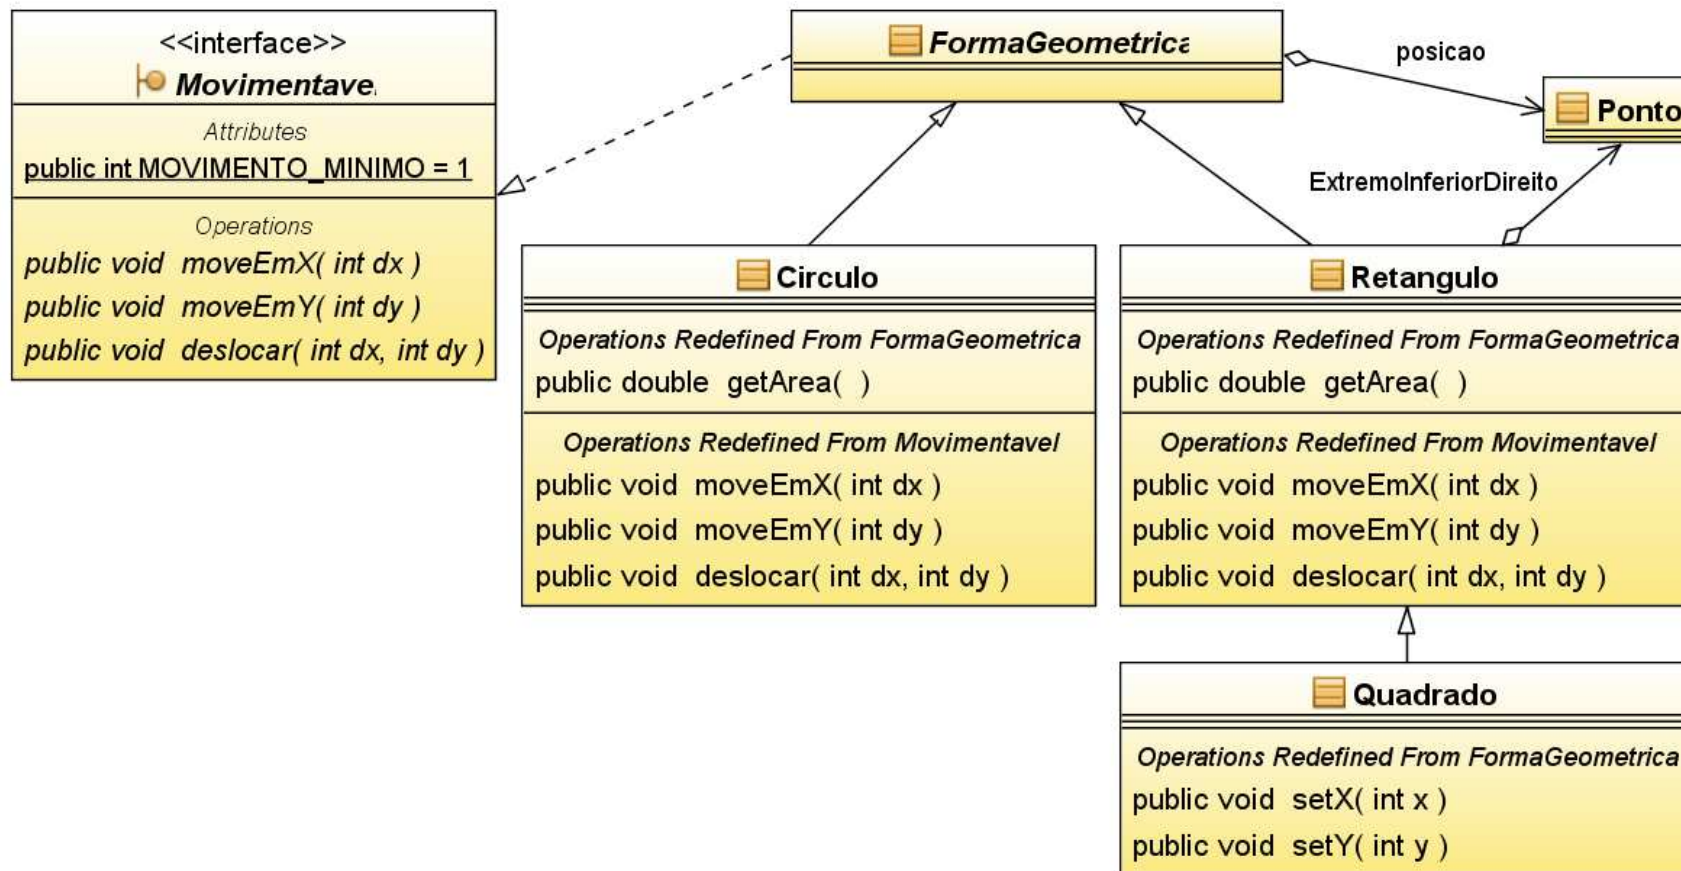 <<interface>>
Movimentave
Attributes
public int MOVIMENTO_MINIMO = 1
Operations
public void moveEmX( int dx )
public void moveEmY( int dy )
public void deslocar( int dx, int dy )
FormaGeometrica
posicao
Ponto
ExtremoInferiorDireito
Circulo
Operations Redefined From FormaGeometrica
public double getArea( )
Operations Redefined From Movimentavel
public void moveEmX( int dx )
public void moveEmY( int dy )
public void deslocar( int dx, int dy )
Retangulo
Operations Redefined From FormaGeometrica
public double getArea( )
Operations Redefined From Movimentavel
public void moveEmX( int dx )
public void moveEmY( int dy )
public void deslocar( int dx, int dy )
Quadrado
Operations Redefined From FormaGeometrica
public void setX( int x )
public void setY( int y )